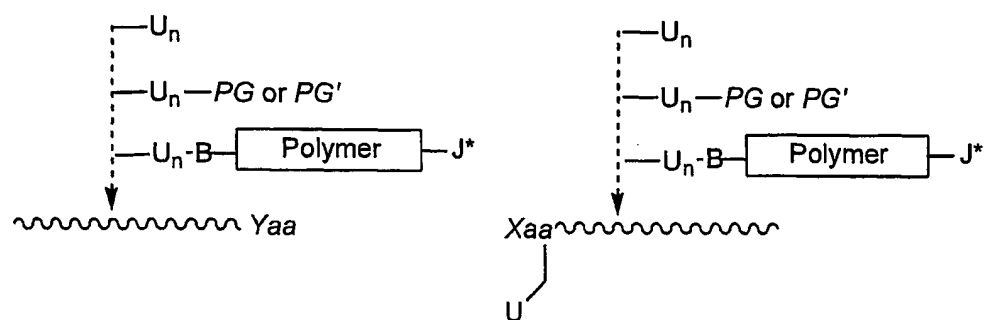 Uₙ
Uₙ—PG or PG'
Uₙ-B—Polymer—J*
Yaa
Uₙ
Uₙ—PG or PG'
Uₙ-B—Polymer—J*
Xaa
U